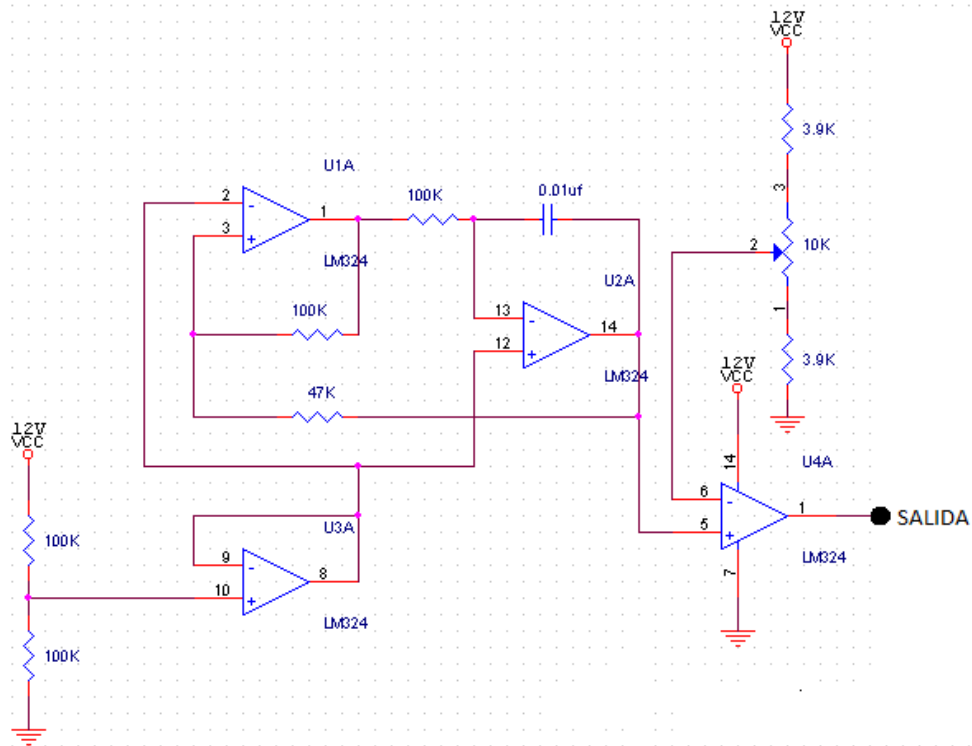 12V
VCC
3.9K
3
10K
2
1
3.9K
U1A
2
-
3
+
1
LM324
100K
0.01uf
100K
47K
U2A
13
-
12
+
14
LM324
12V
VCC
14
U4A
6
-
5
+
1
7
LM324
SALIDA
12V
VCC
100K
100K
U3A
9
-
10
+
8
LM324